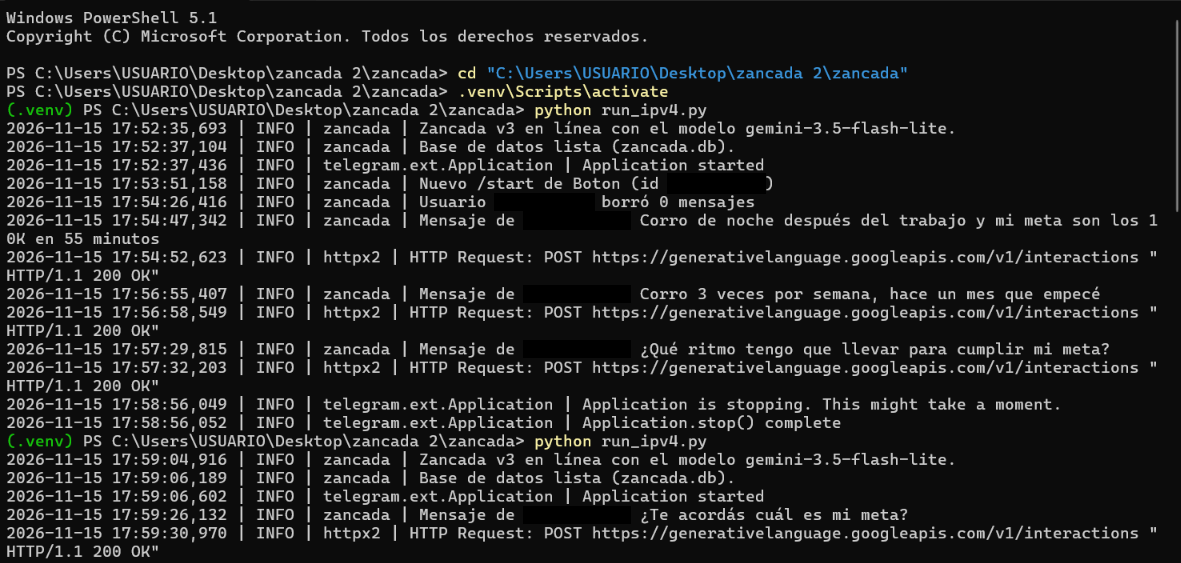 Windows PowerShell 5.1
Copyright (C) Microsoft Corporation. Todos los derechos reservados.
PS C:\Users\USUARIO\Desktop\zancada 2\zancada> cd "C:\Users\USUARIO\Desktop\zancada 2\zancada"
PS C:\Users\USUARIO\Desktop\zancada 2\zancada> .venv\Scripts\activate
(.venv) PS C:\Users\USUARIO\Desktop\zancada 2\zancada> python run_ipv4.py
2026-11-15 17:52:35,693 | INFO | zancada | Zancada v3 en línea con el modelo gemini-3.5-flash-lite.
2026-11-15 17:52:37,104 | INFO | zancada | Base de datos lista (zancada.db).
2026-11-15 17:52:37,436 | INFO | telegram.ext.Application | Application started
2026-11-15 17:53:51,158 | INFO | zancada | Nuevo /start de Boton (id )
2026-11-15 17:54:26,416 | INFO | zancada | Usuario borró 0 mensajes
2026-11-15 17:54:47,342 | INFO | zancada | Mensaje de Corro de noche después del trabajo y mi meta son los 1
0K en 55 minutos
2026-11-15 17:54:52,623 | INFO | httpx2 | HTTP Request: POST https://generativelanguage.googleapis.com/v1/interactions "
HTTP/1.1 200 OK"
2026-11-15 17:56:55,407 | INFO | zancada | Mensaje de Corro 3 veces por semana, hace un mes que empecé
2026-11-15 17:56:58,549 | INFO | httpx2 | HTTP Request: POST https://generativelanguage.googleapis.com/v1/interactions "
HTTP/1.1 200 OK"
2026-11-15 17:57:29,815 | INFO | zancada | Mensaje de ¿Qué ritmo tengo que llevar para cumplir mi meta?
2026-11-15 17:57:32,203 | INFO | httpx2 | HTTP Request: POST https://generativelanguage.googleapis.com/v1/interactions "
HTTP/1.1 200 OK"
2026-11-15 17:58:56,049 | INFO | telegram.ext.Application | Application is stopping. This might take a moment.
2026-11-15 17:58:56,052 | INFO | telegram.ext.Application | Application.stop() complete
(.venv) PS C:\Users\USUARIO\Desktop\zancada 2\zancada> python run_ipv4.py
2026-11-15 17:59:04,916 | INFO | zancada | Zancada v3 en línea con el modelo gemini-3.5-flash-lite.
2026-11-15 17:59:06,189 | INFO | zancada | Base de datos lista (zancada.db).
2026-11-15 17:59:06,602 | INFO | telegram.ext.Application | Application started
2026-11-15 17:59:26,132 | INFO | zancada | Mensaje de ¿Te acordás cuál es mi meta?
2026-11-15 17:59:30,970 | INFO | httpx2 | HTTP Request: POST https://generativelanguage.googleapis.com/v1/interactions "
HTTP/1.1 200 OK"